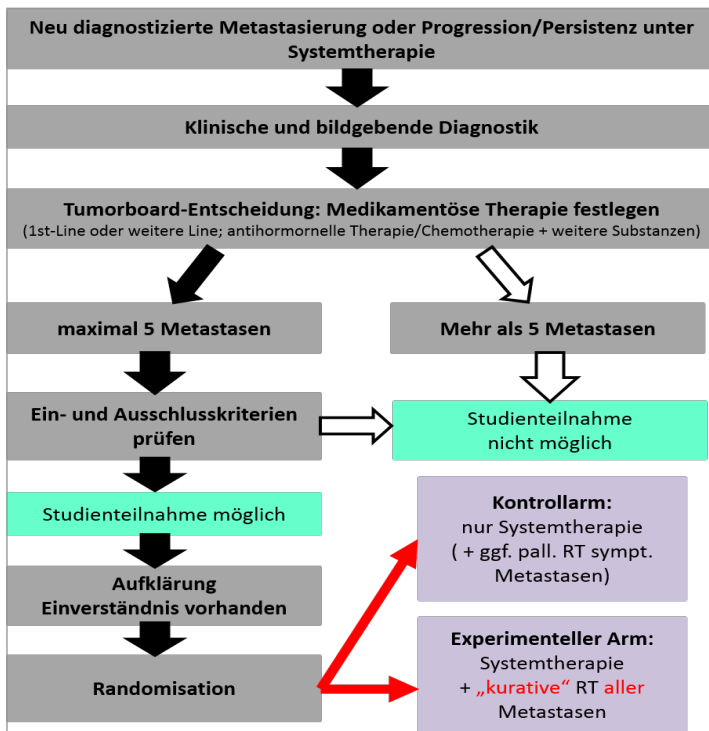 Neu diagnostizierte Metastasierung oder Progression/Persistenz unter
Systemtherapie
Klinische und bildgebende Diagnostik
Tumorboard-Entscheidung: Medikamentöse Therapie festlegen
(1st-Line oder weitere Line; antihormornelle Therapie/Chemotherapie + weitere Substanzen)
maximal 5 Metastasen
Mehr als 5 Metastasen
Ein- und Ausschlusskriterien
prüfen
Studienteilnahme
nicht möglich
Studienteilnahme möglich
Kontrollarm:
nur Systemtherapie
( + ggf. pall. RT sympt.
Metastasen)
Aufklärung
Einverständnis vorhanden
Randomisation
Experimenteller Arm:
Systemtherapie
+ „kurative“ RT aller
Metastasen